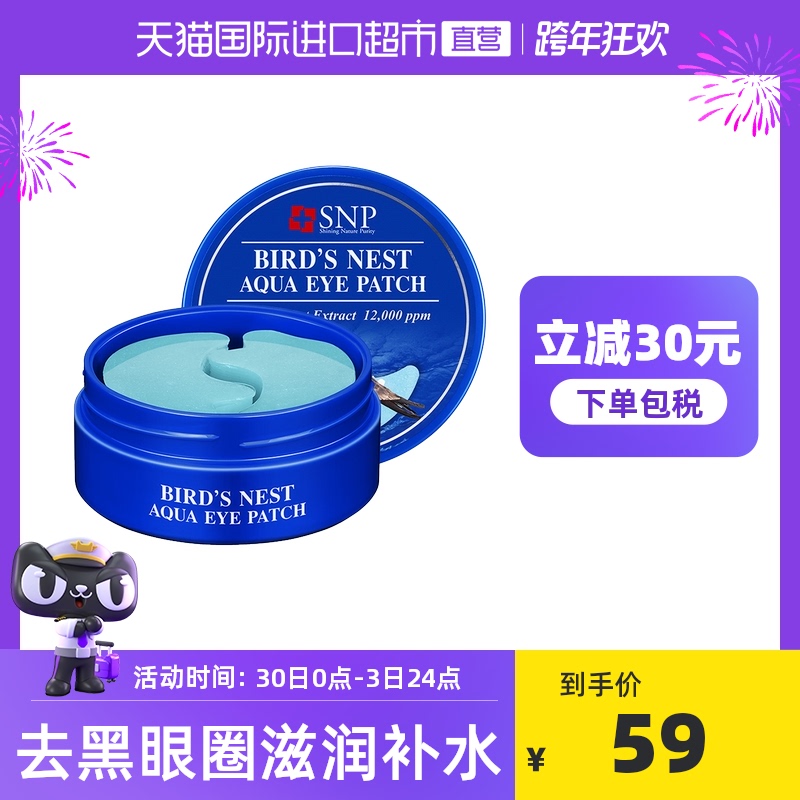 天猫国际进口超市 直营 跨年狂欢
SNP
Shining Nature Purity
BIRD'S NEST
AQUA EYE PATCH
Extract 12,000 ppm
立减30元
下单包税
BIRD'S NEST
AQUA EYE PATCH
活动时间: 30日0点-3日24点
去黑眼圈滋润补水
到手价
¥ 59